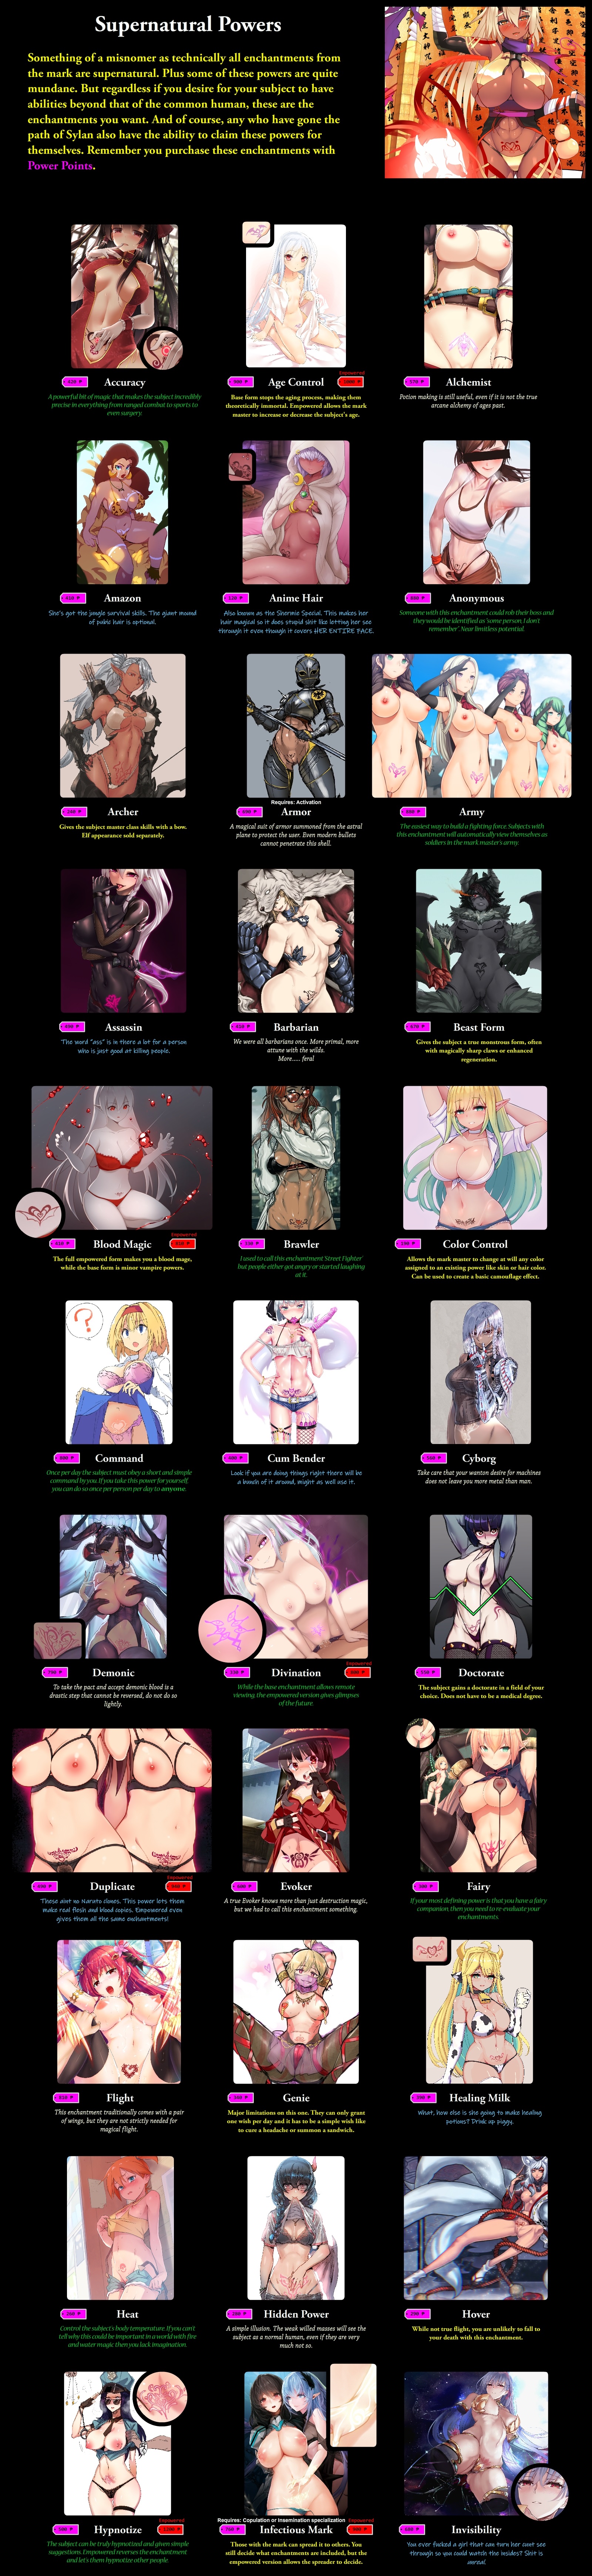 Supernatural Powers
Something of a misnomer as technically all enchantments from
the mark are supernatural. Plus some of these powers are quite
mundane. But regardless if you desire for your subject to have
abilities beyond that of the common human, these are the
enchantments you want. And of course, any who have gone the
path of Sylan also have the ability to claim these powers for
themselves. Remember you purchase these enchantments with
Power Points.
Accuracy
A powerful bit of magic that makes the subject incredibly
precise in everything from ranged combat to sports to
even surgery.
Empowered
Age Control
Base form stops the aging process, making them
theoretically immortal. Empowered allows the mark
master to increase or decrease the subject's age.
Alchemist
Potion making is still useful, even if it is not the true
arcane alchemy of ages past.
Amazon
She's got the jungle survival skills. The giant mound
of pubic hair is optional.
Anime Hair
Also known as the Shermie Special. This makes her
hair magical so it does stupid shit like letting her see
through it even though it covers HER ENTIRE FACE.
Anonymous
Someone with this enchantment could rob their boss and
they would be identified as 'some person, I don't
remember'. Near limitless potential.
Archer
Gives the subject master class skills with a bow.
Elf appearance sold separately.
Requires: Activation
Armor
A magical suit of armor summoned from the astral
plane to protect the user. Even modern bullets
cannot penetrate this shell.
Army
The easiest way to build a fighting force. Subjects with
this enchantment will automatically view themselves as
soldiers in the mark master's army.
Assassin
The word "ass" is in there a lot for a person
who is just good at killing people.
Barbarian
We were all barbarians once. More primal, more
attune with the wilds.
More..... feral
Beast Form
Gives the subject a true monstrous form, often
with magically sharp claws or enhanced
regeneration.
Empowered
Blood Magic
The full empowered form makes you a blood mage,
while the base form is minor vampire powers.
Brawler
I used to call this enchantment 'Street Fighter'
but people either got angry or started laughing
at it.
Color Control
Allows the mark master to change at will any color
assigned to an existing power like skin or hair color.
Can be used to create a basic camouflage effect.
?
Command
Once per day the subject must obey a short and simple
command by you. If you take this power for yourself,
you can do so once per person per day to anyone.
Cum Bender
Look if you are doing things right there will be
a bunch of it around, might as well use it.
Cyborg
Take care that your wanton desire for machines
does not leave you more metal than man.
Demonic
To take the pact and accept demonic blood is a
drastic step that cannot be reversed, do not do so
lightly.
Empowered
Divination
While the base enchantment allows remote
viewing, the empowered version gives glimpses
of the future.
Doctorate
The subject gains a doctorate in a field of your
choice. Does not have to be a medical degree.
Empowered
Duplicate
These aint no Naruto clones. This power lets them
make real flesh and blood copies. Empowered even
gives them all the same enchantments!
Evoker
A true Evoker knows more than just destruction magic,
but we had to call this enchantment something.
Fairy
If your most defining power is that you have a fairy
companion, then you need to re-evaluate your
enchantments.
Flight
This enchantment traditionally comes with a pair
of wings, but they are not strictly needed for
magical flight.
Genie
Major limitations on this one. They can only grant
one wish per day and it has to be a simple wish like
to cure a headache or summon a sandwich.
Healing Milk
What, how else is she going to make healing
potions? Drink up piggy.
Heat
Control the subject's body temperature. If you can't
tell why this could be important in a world with fire
and water magic then you lack imagination.
Hidden Power
A simple illusion. The weak willed masses will see the
subject as a normal human, even if they are very
much not so.
Hover
While not true flight, you are unlikely to fall to
your death with this enchantment.
Empowered
Hypnotize
The subject can be truly hypnotized and given simple
suggestions. Empowered reverses the enchantment
and let's them hypnotize other people.
Requires: Copulation or Insemination specialization
Empowered
Infectious Mark
Those with the mark can spread it to others. You
still decide what enchantments are included, but the
empowered version allows the spreader to decide.
Invisibility
You ever fucked a girl that can turn her cunt see
through so you could watch the insides? Shit is
unreal.